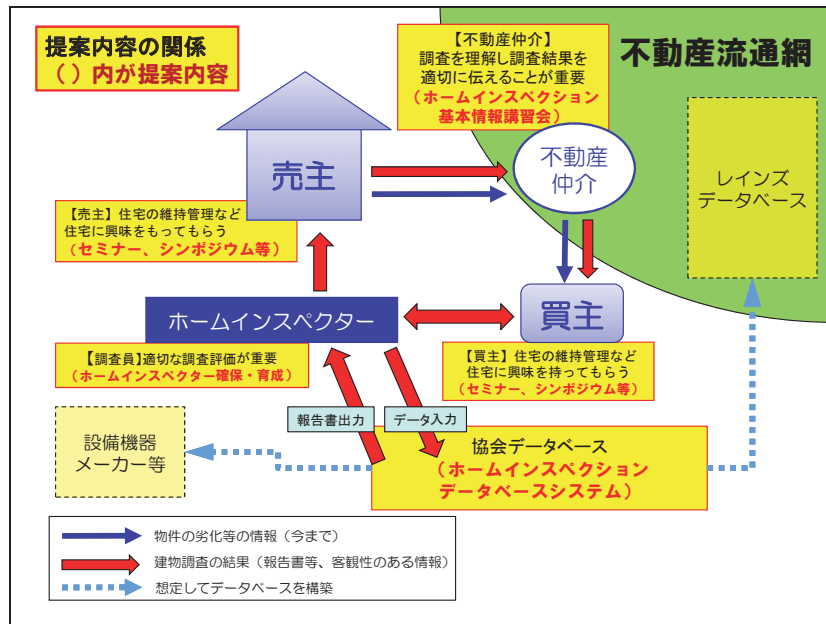 提案内容の関係
（ ）内が提案内容
【不動産仲介】
調査を理解し調査結果を
適切に伝えることが重要
（ホームインスペクション
基本情報講習会）
不動産流通網
売主
不動産
仲介
レインズ
データベース
【売主】住宅の維持管理など
住宅に興味をもってもらう
（セミナー、シンポジウム等）
ホームインスペクター
買主
【調査員】適切な調査評価が重要
（ホームインスペクター確保・育成）
【買主】住宅の維持管理など
住宅に興味を持ってもらう
（セミナー、シンポジウム等）
報告書出力
データ入力
設備機器
メーカー等
協会データベース
（ホームインスペクション
データベースシステム）
物件の劣化等の情報（今まで）
建物調査の結果（報告書等、客観性のある情報）
想定してデータベースを構築